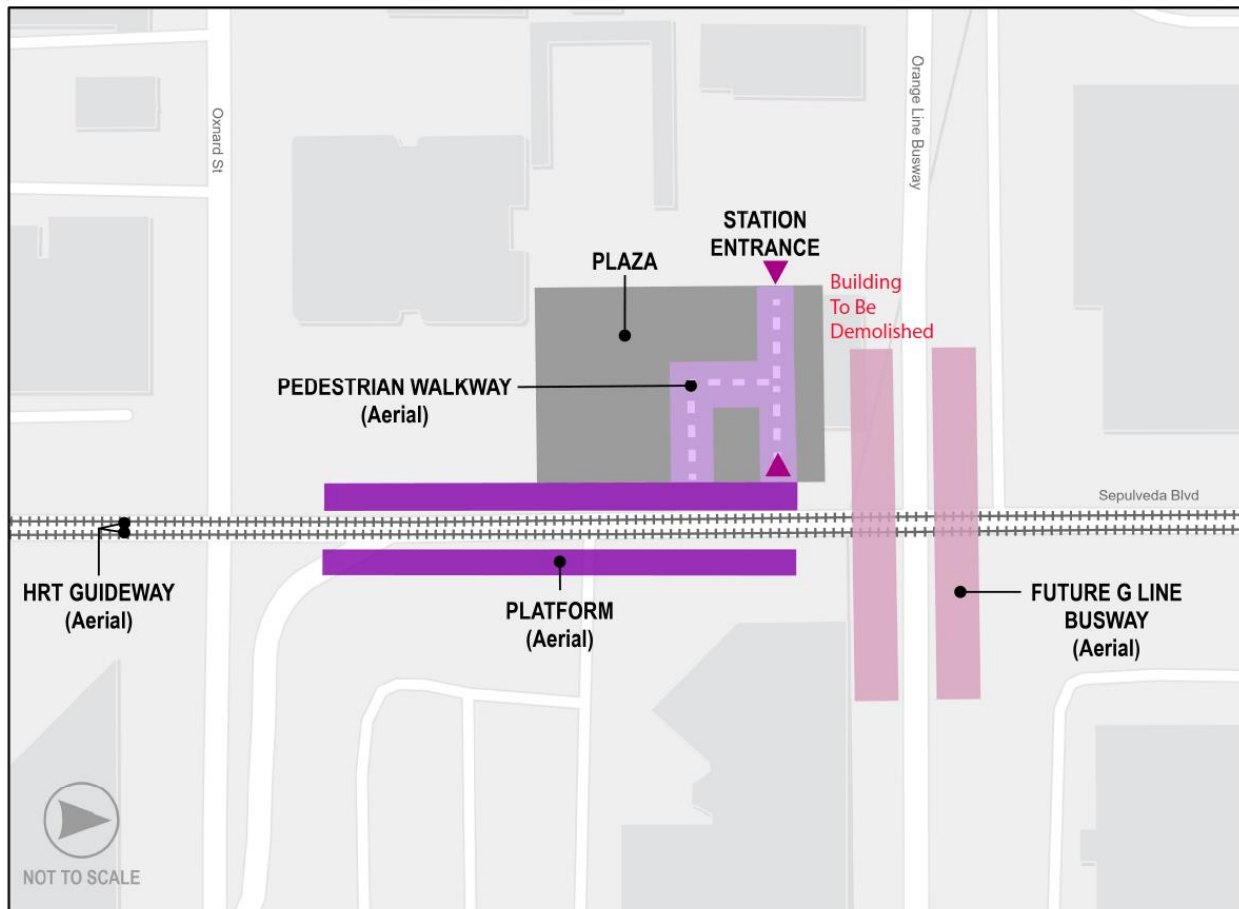 Oxnard St
Orange Line Busway
STATION
ENTRANCE
PLAZA
Building
To Be
Demolished
PEDESTRIAN WALKWAY
(Aerial)
Sepulveda Blvd
HRT GUIDEWAY
(Aerial)
PLATFORM
(Aerial)
FUTURE G LINE
BUSWAY
(Aerial)
NOT TO SCALE